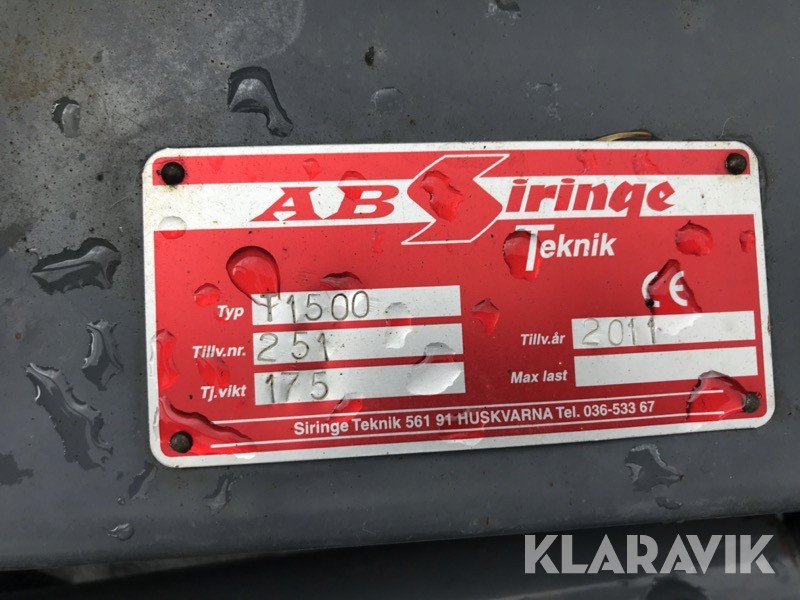 AB Siringe
Teknik
CE
Typ T1500
Tillv.nr. 251
Tillv.år 2011
Tj.vikt 175
Max last
Siringe Teknik 561 91 HUSKVARNA Tel. 036-533 67
KLARAVIK